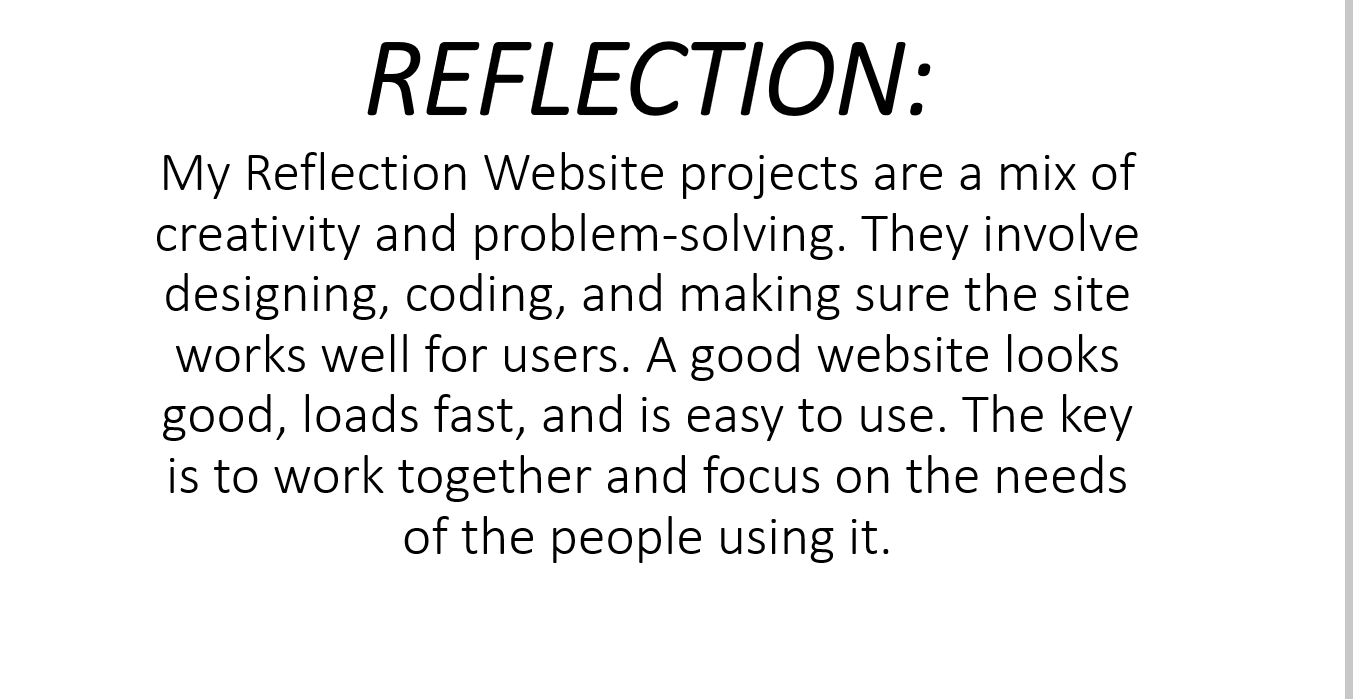 REFLECTION:
My Reflection Website projects are a mix of
creativity and problem-solving. They involve
designing, coding, and making sure the site
works well for users. A good website looks
good, loads fast, and is easy to use. The key
is to work together and focus on the needs
of the people using it.